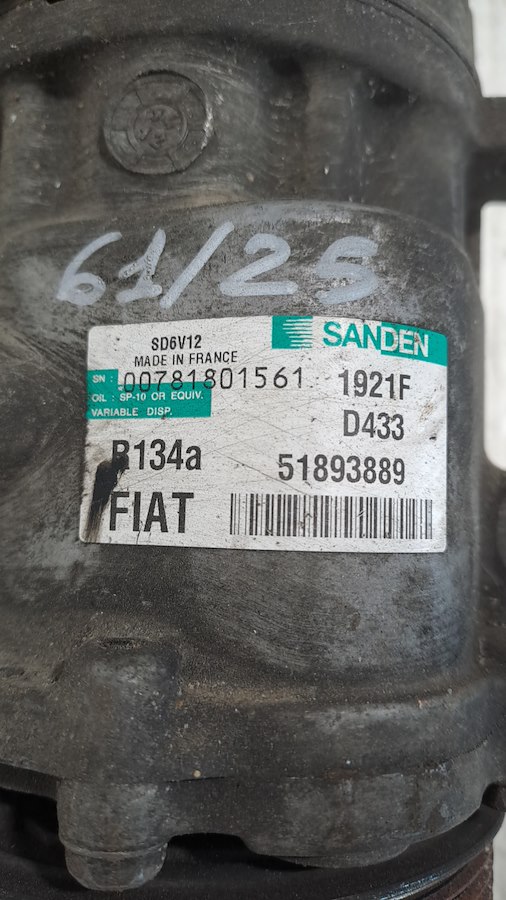 61/25
SD6V12
MADE IN FRANCE
SANDEN
SN : 00781801561
1921F
OIL : SP-10 OR EQUIV.
VARIABLE DISP.
D433
R134a
51893889
FIAT